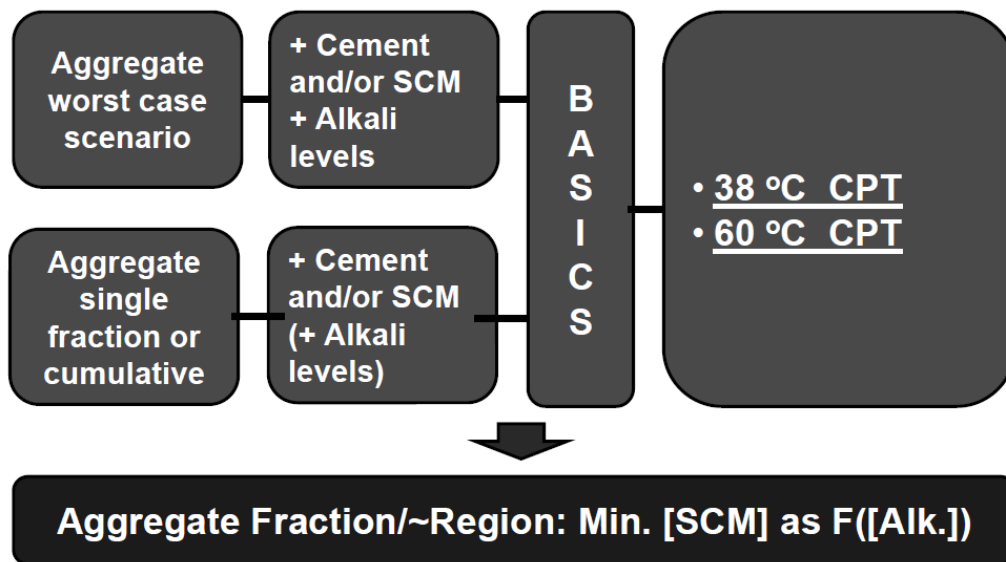 Aggregate
worst case
scenario
+ Cement
and/or SCM
+ Alkali
levels
Aggregate
single
fraction or
cumulative
+ Cement
and/or SCM
(+ Alkali
levels)
B
A
S
I
C
S
• 38 ºC CPT
• 60 ºC CPT
Aggregate Fraction/~Region: Min. [SCM] as F([Alk.])